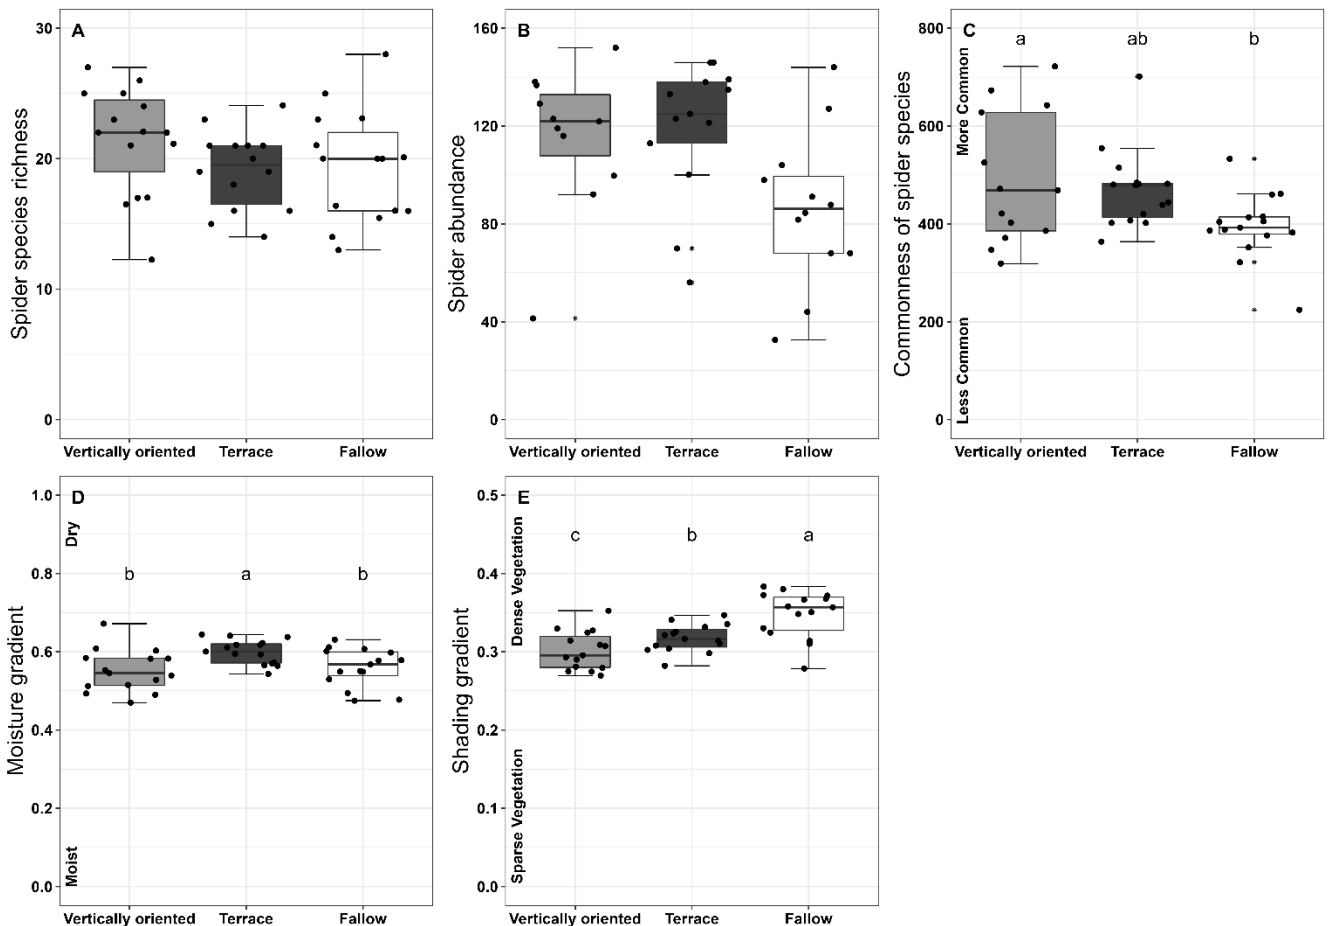 A
Spider species richness
30
20
10
0
Vertically oriented Terrace Fallow
B
Spider abundance
160
120
80
40
0
Vertically oriented Terrace Fallow
C
Commonness of spider species
More Common
Less Common
800
600
400
200
0
a ab b
Vertically oriented Terrace Fallow
D
Moisture gradient
Dry
Moist
1.0
0.8
0.6
0.4
0.2
0.0
b a b
Vertically oriented Terrace Fallow
E
Shading gradient
Dense Vegetation
Sparse Vegetation
0.5
0.4
0.3
0.2
0.1
0.0
c b a
Vertically oriented Terrace Fallow